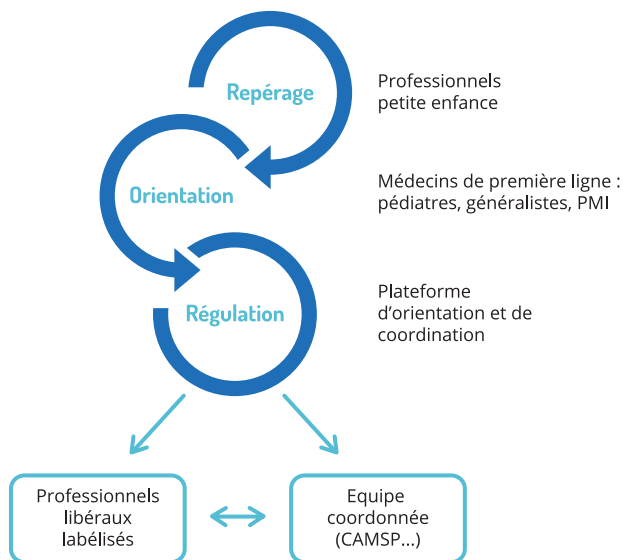 Repérage
Professionnels
petite enfance
Orientation
Médecins de première ligne :
pédiatres, généralistes, PMI
Régulation
Plateforme
d’orientation et de
coordination
Professionnels
libéraux
labélisés
Equipe
coordonnée
(CAMSP...)